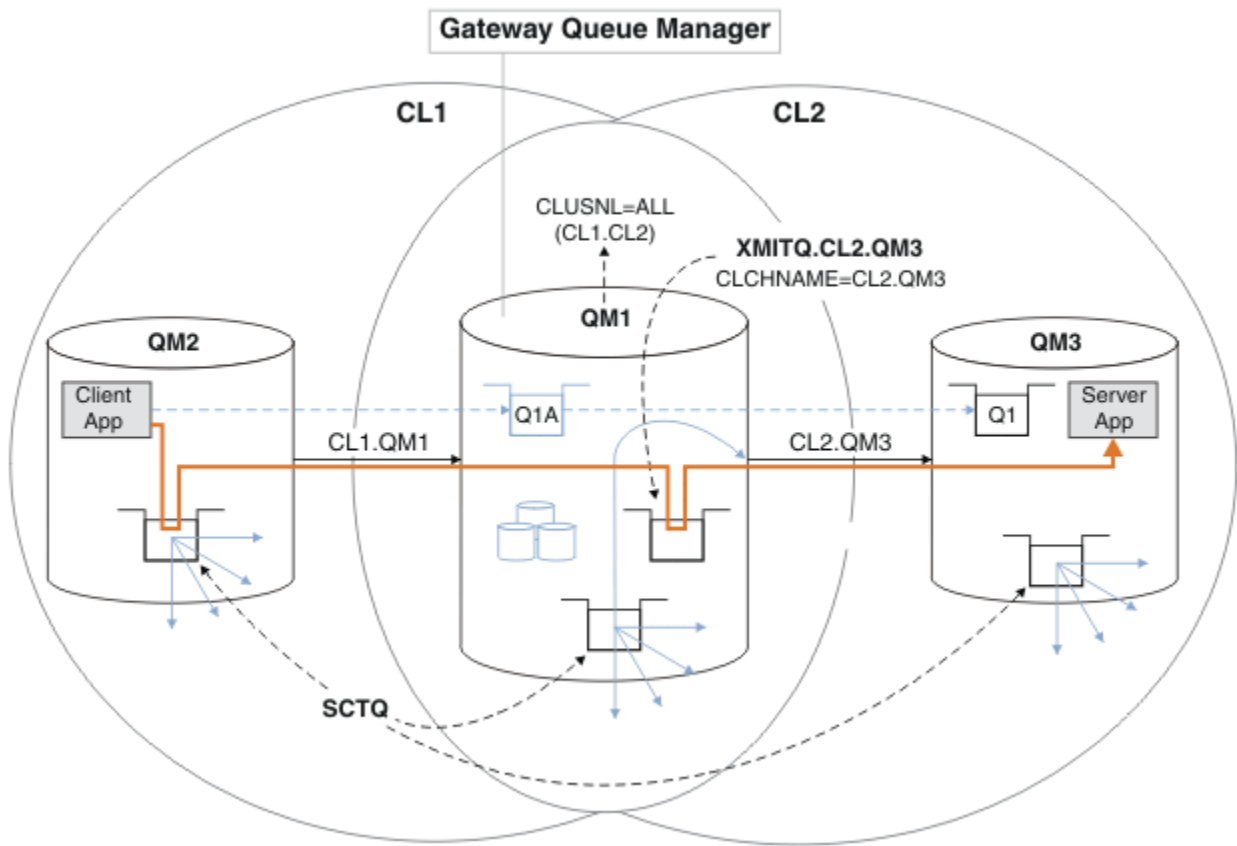 Gateway Queue Manager
CL1
CL2
CLUSNL=ALL
(CL1.CL2)
XMITQ.CL2.QM3
CLCHNAME=CL2.QM3
QM2
QM1
QM3
Client
App
Q1A
Q1
Server
App
CL1.QM1
CL2.QM3
SCTQ